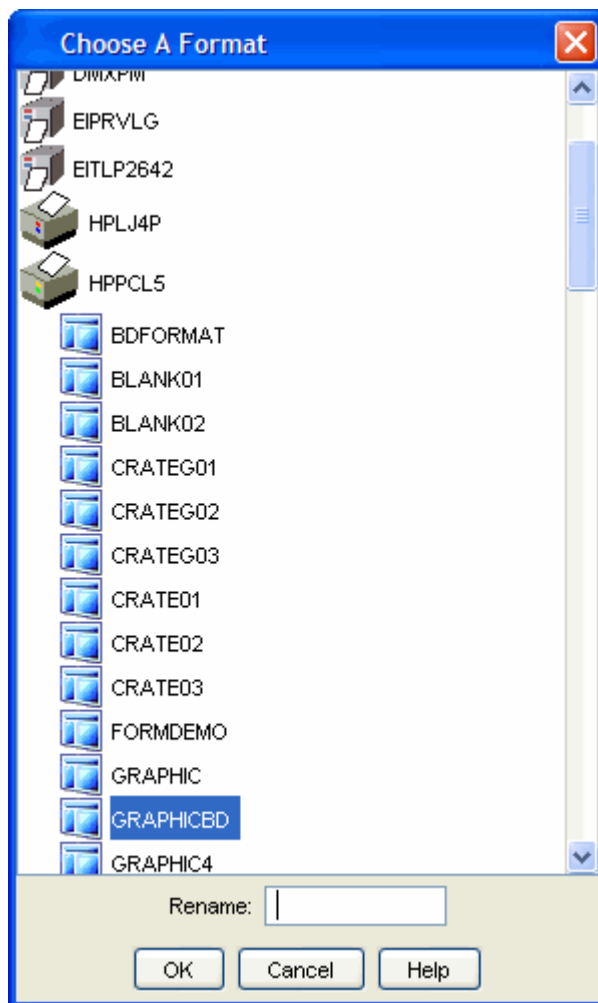 Choose A Format
DMXPM
EIPRVLG
EITLP2642
HPLJ4P
HPPCL5
BDFORMAT
BLANK01
BLANK02
CRATEG01
CRATEG02
CRATEG03
CRATE01
CRATE02
CRATE03
FORMDEMO
GRAPHIC
GRAPHICBD
GRAPHIC4
Rename:
OK Cancel Help